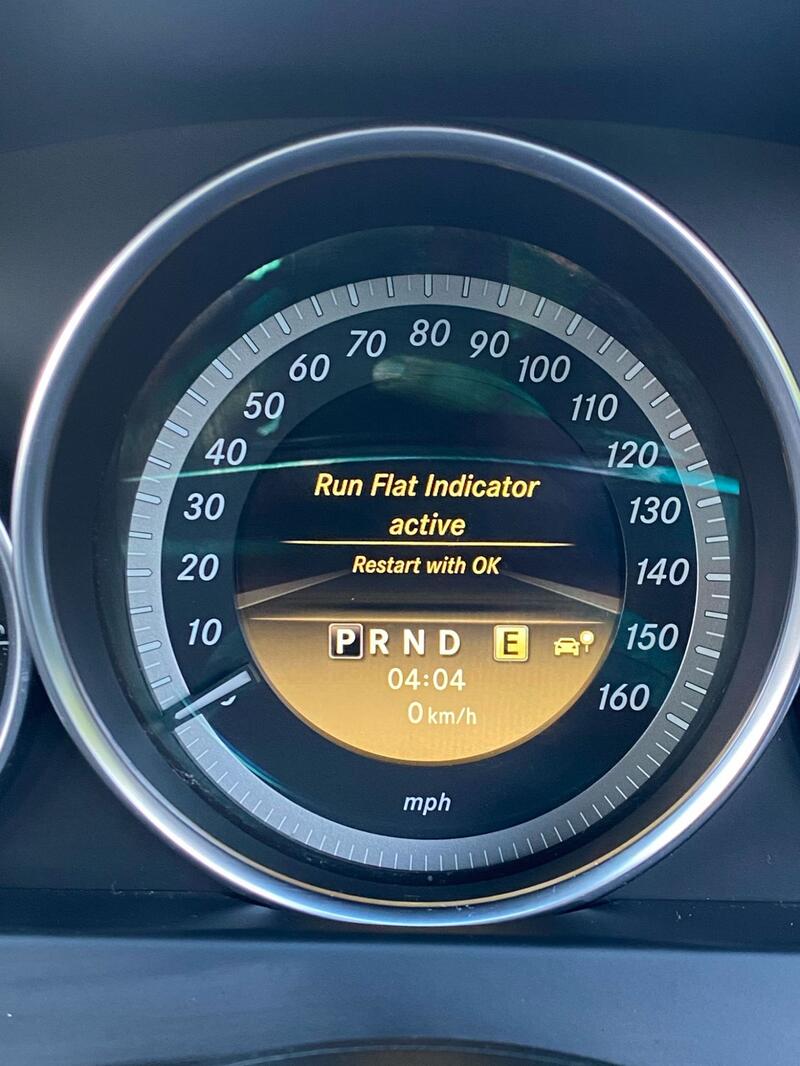 80
70 90
60 100
50 110
40 120
Run Flat Indicator
30 active 130
Restart with OK
20 140
10 P R N D E 150
04:04
160
0 km/h
mph